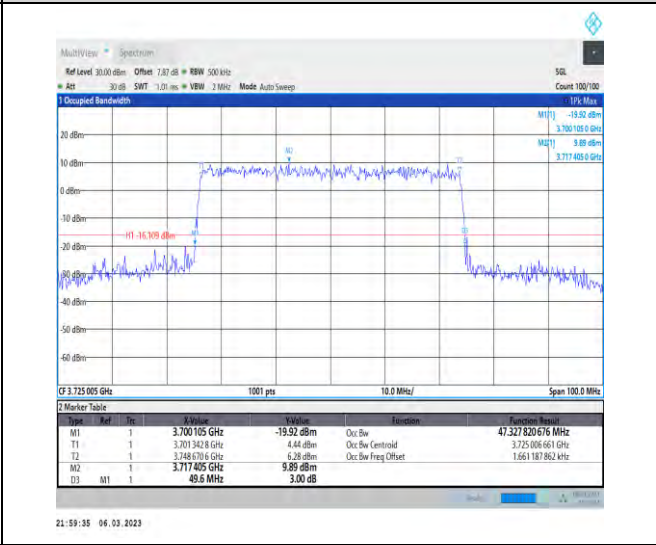 MultiView Spectrum
Ref Level 30.00 dBm Offset 7.87 dB RBW 500 kHz SGL
Att 30 dB SWT 1.01 ms VBW 2 MHz Mode Auto Sweep Count 100/100
1 Occupied Bandwidth 1Pk Max
M1[1] -19.92 dBm
3.700 105 0 GHz
M2[1] 9.89 dBm
3.717 405 0 GHz
20 dBm
M2
T1 T2
10 dBm
0 dBm
-10 dBm
H1 -16.109 dBm
M1
D3
-20 dBm
-30 dBm
-40 dBm
-50 dBm
-60 dBm
CF 3.725 005 GHz 1001 pts 10.0 MHz/ Span 100.0 MHz
2 Marker Table
Type Ref Trc X-Value Y-Value Function Function Result
M1 1 3.700 105 GHz -19.92 dBm Occ Bw 47.327 820 676 MHz
T1 1 3.701 342 8 GHz 4.44 dBm Occ Bw Centroid 3.725 006 661 GHz
T2 1 3.748 670 6 GHz 6.28 dBm Occ Bw Freq Offset 1.661 187 862 kHz
M2 1 3.717 405 GHz 9.89 dBm
D3 M1 1 49.6 MHz 3.00 dB
21:59:35 06.03.2023